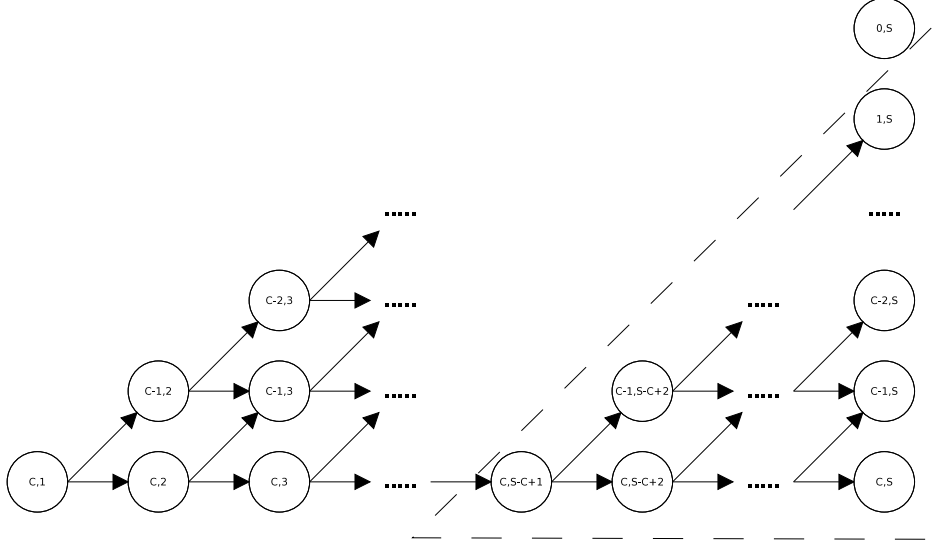 0,S
1,S
.....
.....
C-2,3
.....
.....
C-2,S
C-1,2
C-1,3
.....
C-1,S-C+2
.....
C-1,S
C,1
C,2
C,3
.....
C,S-C+1
C,S-C+2
.....
C,S